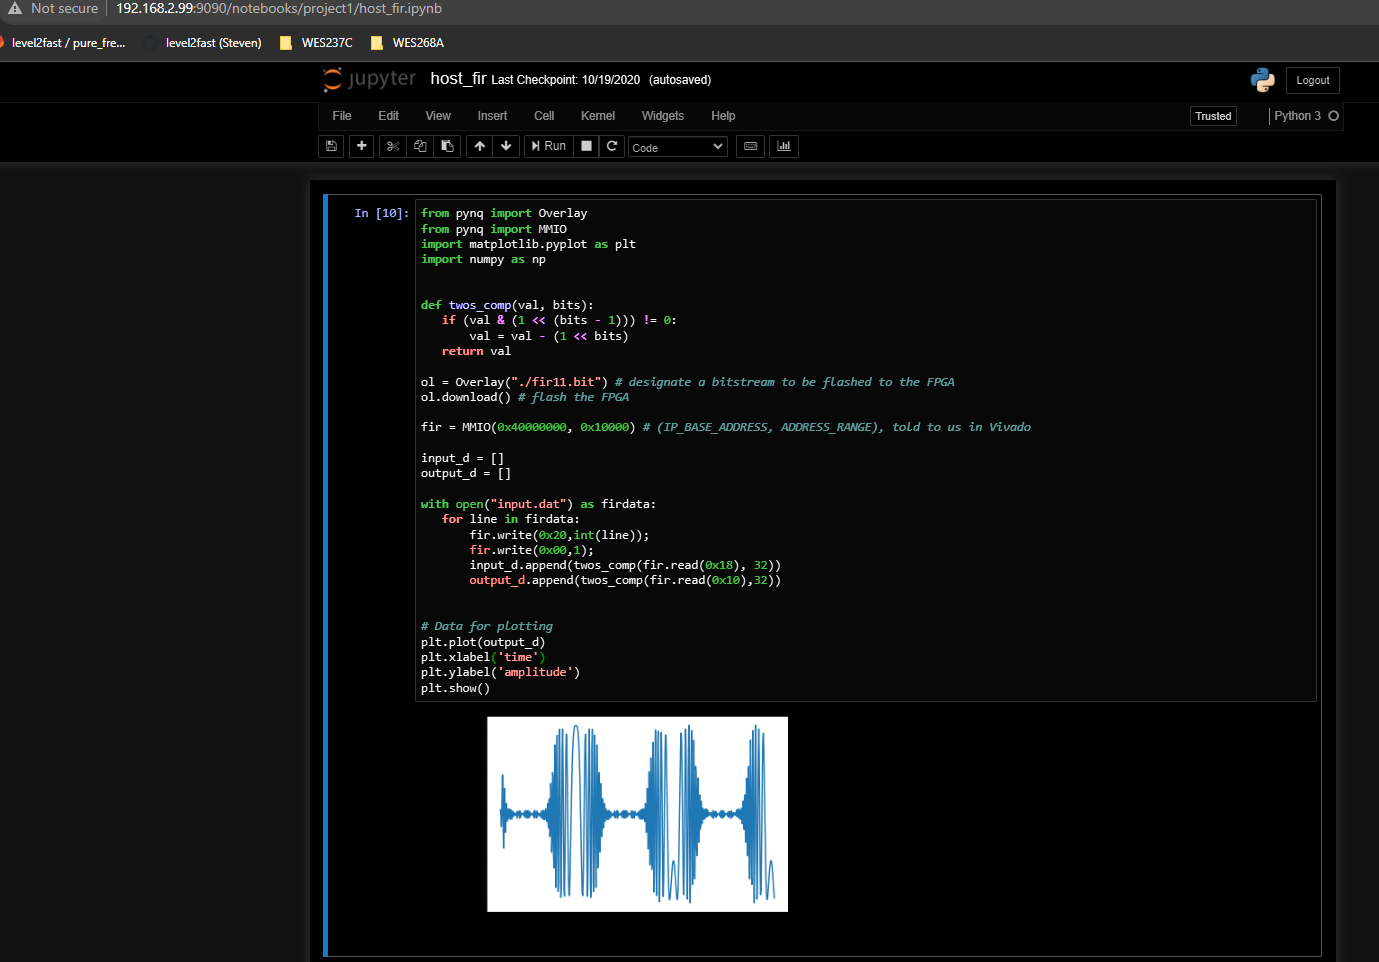 Not secure 192.168.2.99:9090/notebooks/project1/host_fir.ipynb
level2fast / pure_fre... level2fast (Steven) WES237C WES268A
jupyter host_fir Last Checkpoint: 10/19/2020 (autosaved) Logout
File Edit View Insert Cell Kernel Widgets Help Trusted Python 3
Run Code
In [10]:
from pynq import Overlay
from pynq import MMIO
import matplotlib.pyplot as plt
import numpy as np
def twos_comp(val, bits):
if (val & (1 << (bits - 1))) != 0:
val = val - (1 << bits)
return val
ol = Overlay("./fir11.bit") # designate a bitstream to be flashed to the FPGA
ol.download() # flash the FPGA
fir = MMIO(0x40000000, 0x10000) # (IP_BASE_ADDRESS, ADDRESS_RANGE), told to us in Vivado
input_d = []
output_d = []
with open("input.dat") as firdata:
for line in firdata:
fir.write(0x20,int(line));
fir.write(0x00,1);
input_d.append(twos_comp(fir.read(0x18), 32))
output_d.append(twos_comp(fir.read(0x10),32))
# Data for plotting
plt.plot(output_d)
plt.xlabel('time')
plt.ylabel('amplitude')
plt.show()